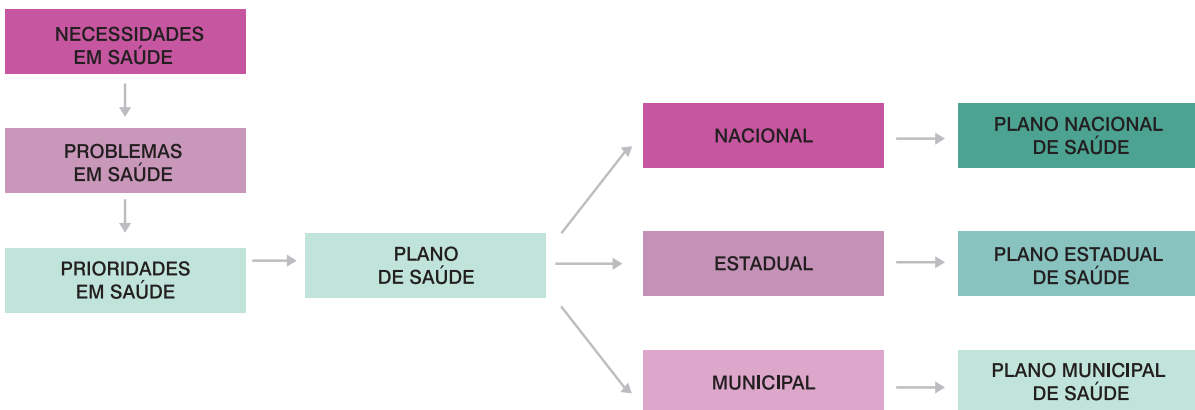 NECESSIDADES
EM SAÚDE
PROBLEMAS
EM SAÚDE
PRIORIDADES
EM SAÚDE
PLANO
DE SAÚDE
NACIONAL
PLANO NACIONAL
DE SAÚDE
ESTADUAL
PLANO ESTADUAL
DE SAÚDE
MUNICIPAL
PLANO MUNICIPAL
DE SAÚDE